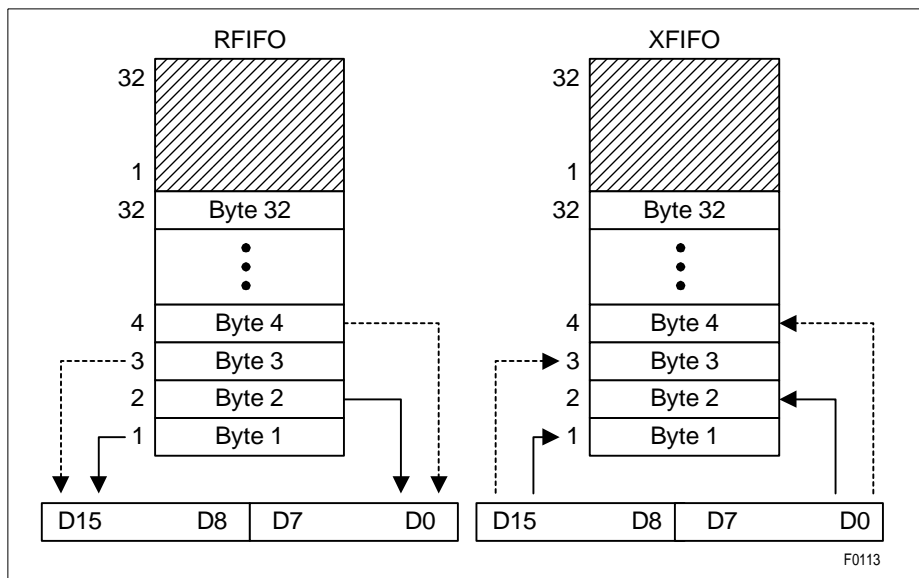 RFIFO XFIFO
32 32
1 1
32 Byte 32 32 Byte 32
4 Byte 4 4 Byte 4
3 Byte 3 3 Byte 3
2 Byte 2 2 Byte 2
1 Byte 1 1 Byte 1
D15 D8 D7 D0 D15 D8 D7 D0
F0113